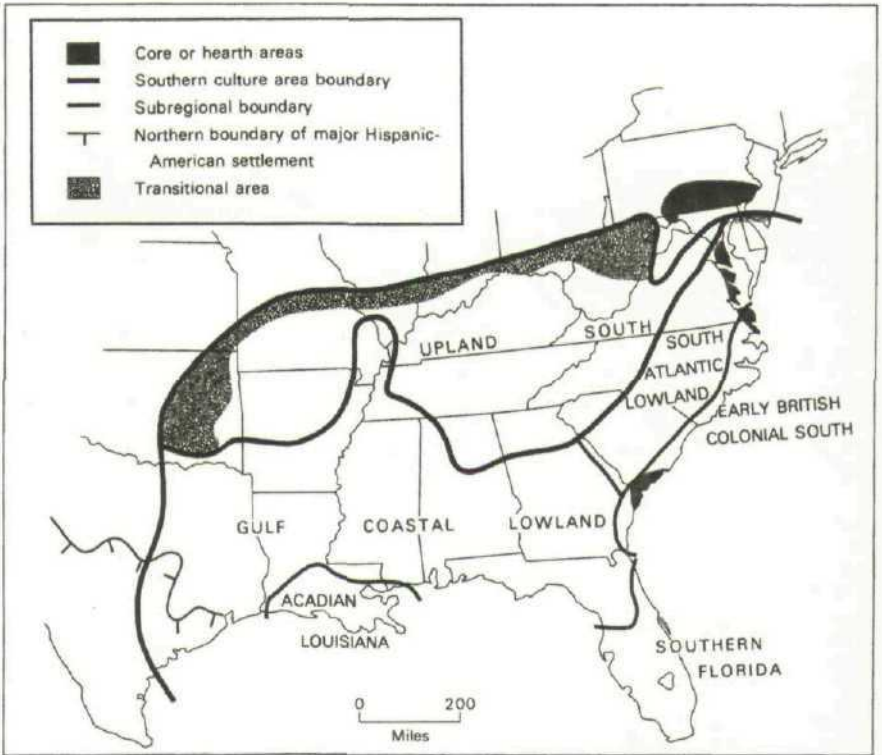 Core or hearth areas
Southern culture area boundary
Subregional boundary
Northern boundary of major Hispanic-
American settlement
Transitional area
UPLAND
SOUTH
SOUTH
ATLANTIC
LOWLAND
EARLY BRITISH
COLONIAL SOUTH
GULF
COASTAL
LOWLAND
ACADIAN
LOUISIANA
SOUTHERN
FLORIDA
0 200
Miles